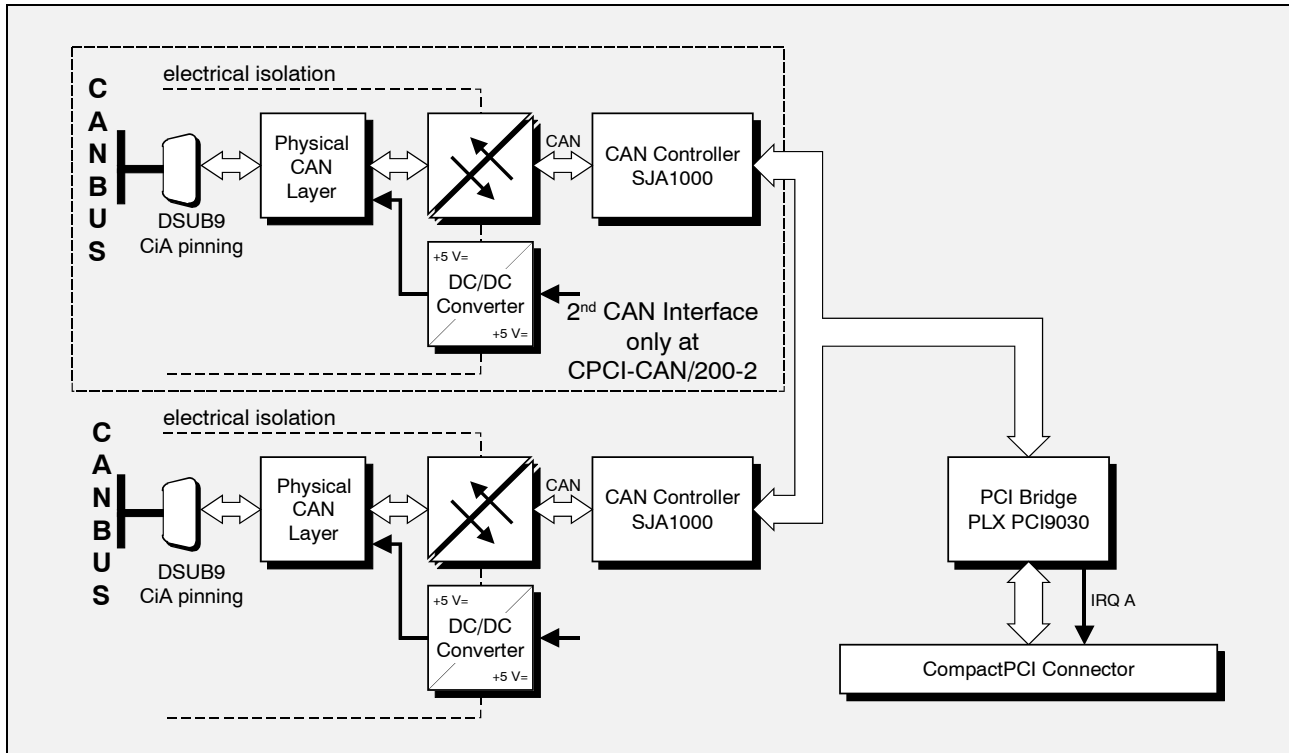 electrical isolation
C
A
N
B
U
S
DSUB9
CiA pinning
Physical
CAN
Layer
CAN
CAN Controller
SJA1000
+5 V=
DC/DC
Converter
+5 V=
2nd CAN Interface
only at
CPCI-CAN/200-2
electrical isolation
C
A
N
B
U
S
DSUB9
CiA pinning
Physical
CAN
Layer
CAN
CAN Controller
SJA1000
+5 V=
DC/DC
Converter
+5 V=
PCI Bridge
PLX PCI9030
IRQ A
CompactPCI Connector